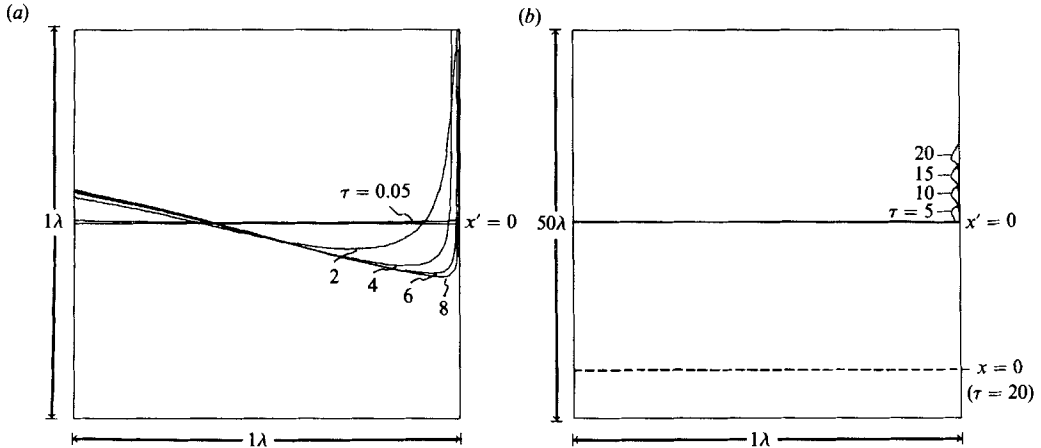 (a)
(b)
1λ
τ = 0.05
x′ = 0
2
4
6
8
1λ
50λ
20
15
10
τ = 5
x′ = 0
x = 0
(τ = 20)
1λ